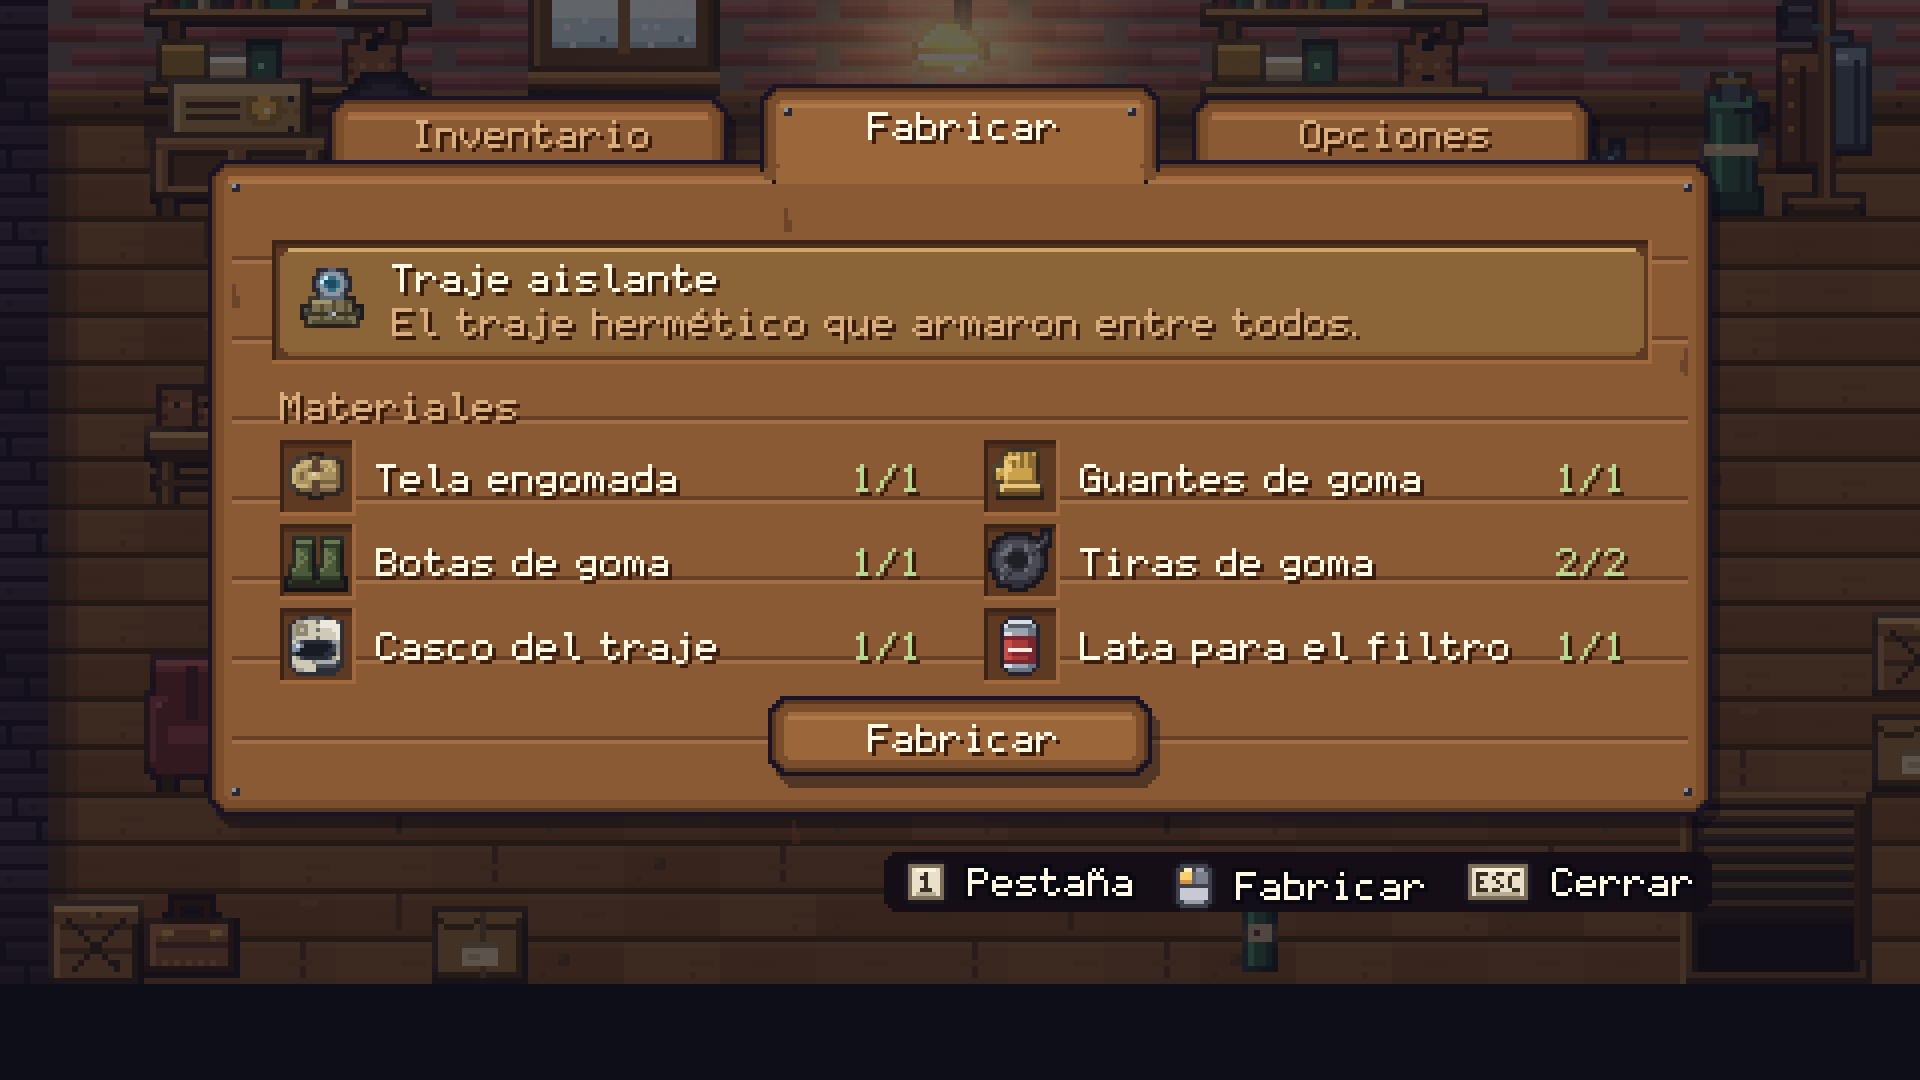 Inventario
Fabricar
Opciones
Traje aislante
El traje hermético que armaron entre todos.
Materiales
Tela engomada 1/1
Guantes de goma 1/1
Botas de goma 1/1
Tiras de goma 2/2
Casco del traje 1/1
Lata para el filtro 1/1
Fabricar
1 Pestaña Fabricar ESC Cerrar